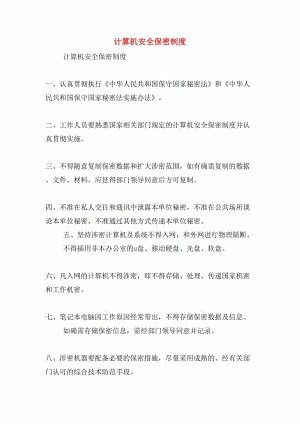 计算机安全保密制度
计算机安全保密制度
一、认真贯彻执行《中华人民共和国保守国家秘密法》和《中华人
民共和国保守国家秘密法实施办法》。
二、工作人员要熟悉国家相关部门规定的计算机安全保密制度并认
真贯彻实施。
三、不得随意复制保密数据和扩大涉密范围，如有确需复制的数据
、文件、材料，应征得部门领导同意后方可复制。
四、不准在私人交往和通讯中泄露本单位秘密，不准在公共场所谈
论本单位秘密，不准通过其他方式传递本单位秘密。
五、坚持涉密计算机及系统不得入网，和外网进行物理隔断，
不得插用非本办公室的u盘、移动硬盘、光盘、软盘。
六、凡入网的计算机不得涉密，即不得存储、处理、传递国家机密
和工作机密。
七、笔记本电脑因工作原因经常带出，不得存储保密数据及信息。
如确需存储保密信息，需经部门领导同意并记录。
八、涉密机器要配备必要的保密措施，尽量采用成熟的、经有关部
门认可的综合技术防范手段。